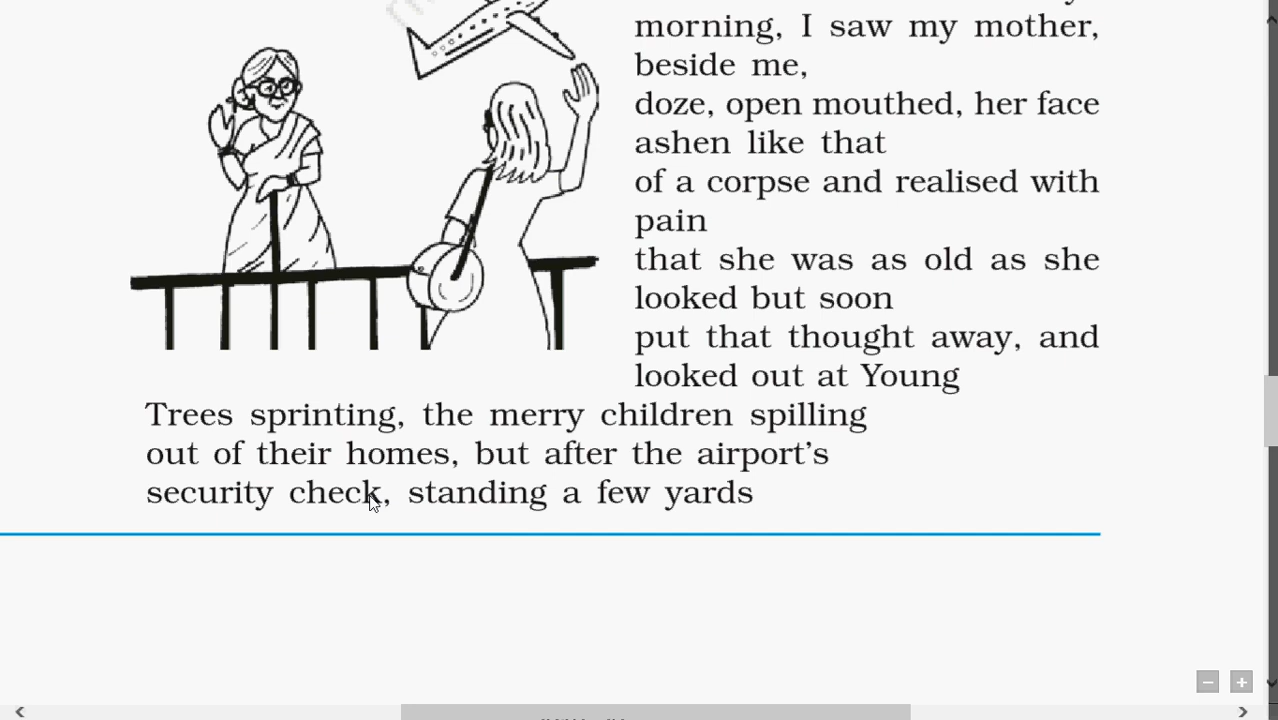 morning, I saw my mother,
beside me,
doze, open mouthed, her face
ashen like that
of a corpse and realised with
pain
that she was as old as she
looked but soon
put that thought away, and
looked out at Young
Trees sprinting, the merry children spilling
out of their homes, but after the airport's
security check, standing a few yards